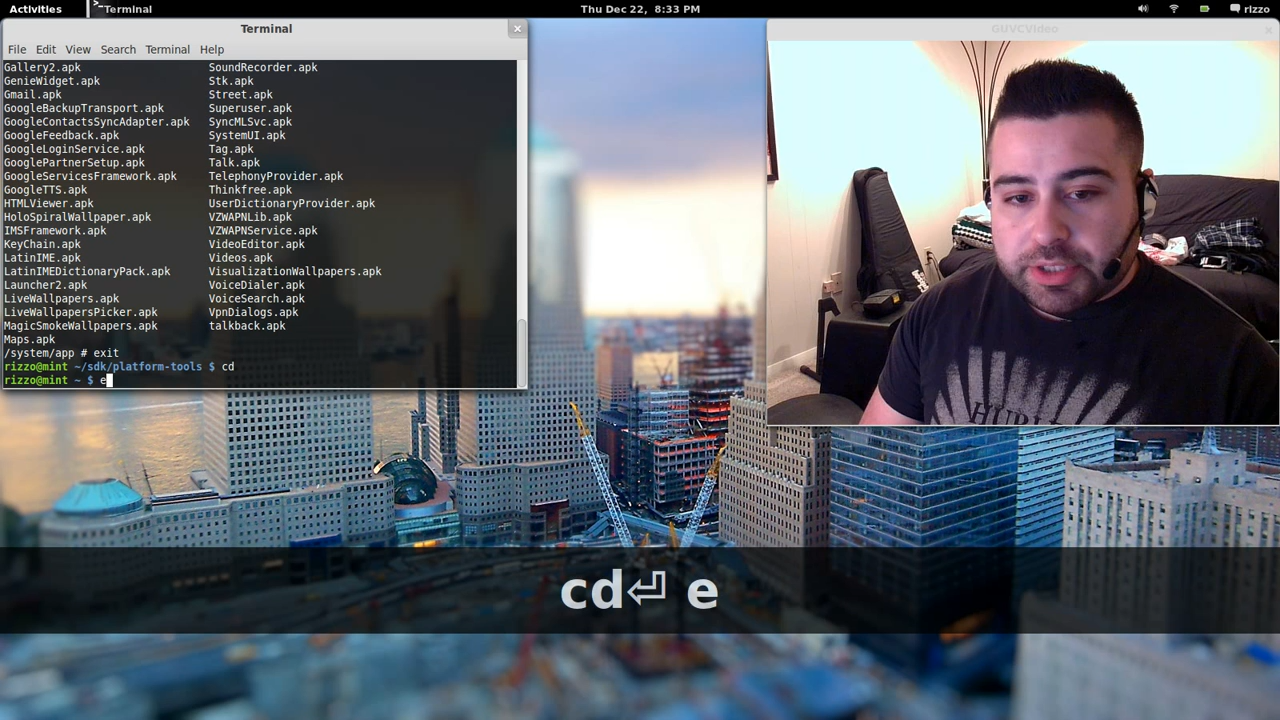 Activities
Terminal
Thu Dec 22, 8:33 PM
rizzo
Terminal
File Edit View Search Terminal Help
Gallery2.apk SoundRecorder.apk
GenieWidget.apk Stk.apk
Gmail.apk Street.apk
GoogleBackupTransport.apk Superuser.apk
GoogleContactsSyncAdapter.apk SyncMLSvc.apk
GoogleFeedback.apk SystemUI.apk
GoogleLoginService.apk Tag.apk
GooglePartnerSetup.apk Talk.apk
GoogleServicesFramework.apk TelephonyProvider.apk
GoogleTTS.apk Thinkfree.apk
HTMLViewer.apk UserDictionaryProvider.apk
HoloSpiralWallpaper.apk VZWAPNLib.apk
IMSFramework.apk VZWAPNService.apk
KeyChain.apk VideoEditor.apk
LatinIME.apk Videos.apk
LatinIMEDictionaryPack.apk VisualizationWallpapers.apk
Launcher2.apk VoiceDialer.apk
LiveWallpapers.apk VoiceSearch.apk
LiveWallpapersPicker.apk VpnDialogs.apk
MagicSmokeWallpapers.apk talkback.apk
Maps.apk
/system/app # exit
rizzo@mint ~/sdk/platform-tools $ cd
rizzo@mint ~ $ e
GUVCVideo
cd⏎ e